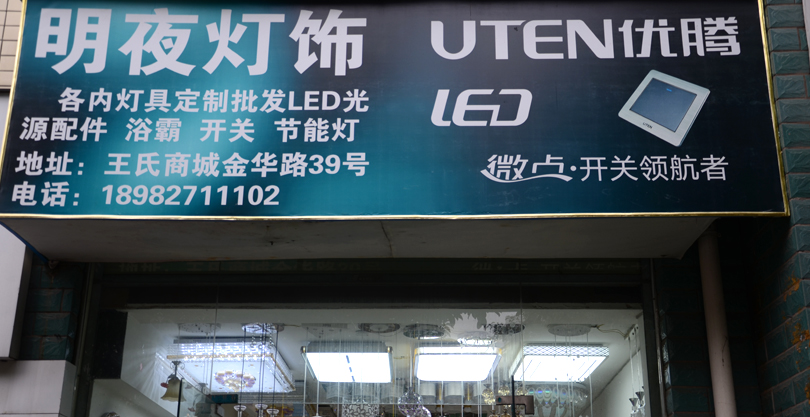 明夜灯饰
各内灯具定制批发LED光
源配件 浴霸 开关 节能灯
地址：王氏商城金华路39号
电话：18982711102
UTEN优腾
LED
微点·开关领航者
UTEN